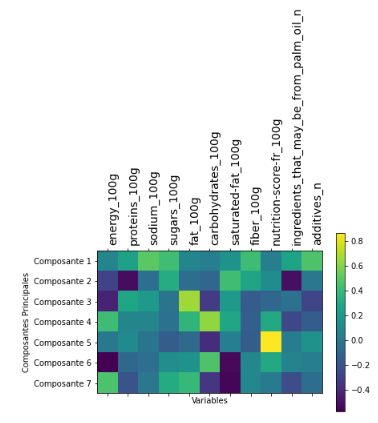 energy_100g
proteins_100g
sodium_100g
sugars_100g
fat_100g
carbohydrates_100g
saturated-fat_100g
fiber_100g
nutrition-score-fr_100g
ingredients_that_may_be_from_palm_oil_n
additives_n
Composantes Principales
Composante 1
Composante 2
Composante 3
Composante 4
Composante 5
Composante 6
Composante 7
Variables
0.8
0.6
0.4
0.2
0.0
−0.2
−0.4